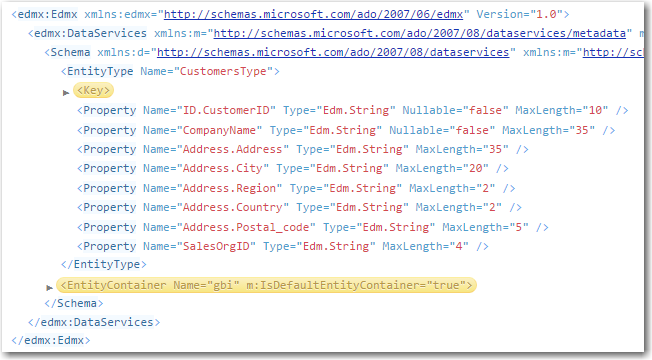 <edmx:Edmx xmlns:edmx="http://schemas.microsoft.com/ado/2007/06/edmx" Version="1.0">
<edmx:DataServices xmlns:m="http://schemas.microsoft.com/ado/2007/08/dataservices/metadata" m
<Schema xmlns:d="http://schemas.microsoft.com/ado/2007/08/dataservices" xmlns:m="http://sc
<EntityType Name="CustomersType">
<Key>
<Property Name="ID.CustomerID" Type="Edm.String" Nullable="false" MaxLength="10" />
<Property Name="CompanyName" Type="Edm.String" Nullable="false" MaxLength="35" />
<Property Name="Address.Address" Type="Edm.String" MaxLength="35" />
<Property Name="Address.City" Type="Edm.String" MaxLength="20" />
<Property Name="Address.Region" Type="Edm.String" MaxLength="2" />
<Property Name="Address.Country" Type="Edm.String" MaxLength="2" />
<Property Name="Address.Postal_code" Type="Edm.String" MaxLength="5" />
<Property Name="SalesOrgID" Type="Edm.String" MaxLength="4" />
</EntityType>
<EntityContainer Name="gbi" m:IsDefaultEntityContainer="true">
</Schema>
</edmx:DataServices>
</edmx:Edmx>